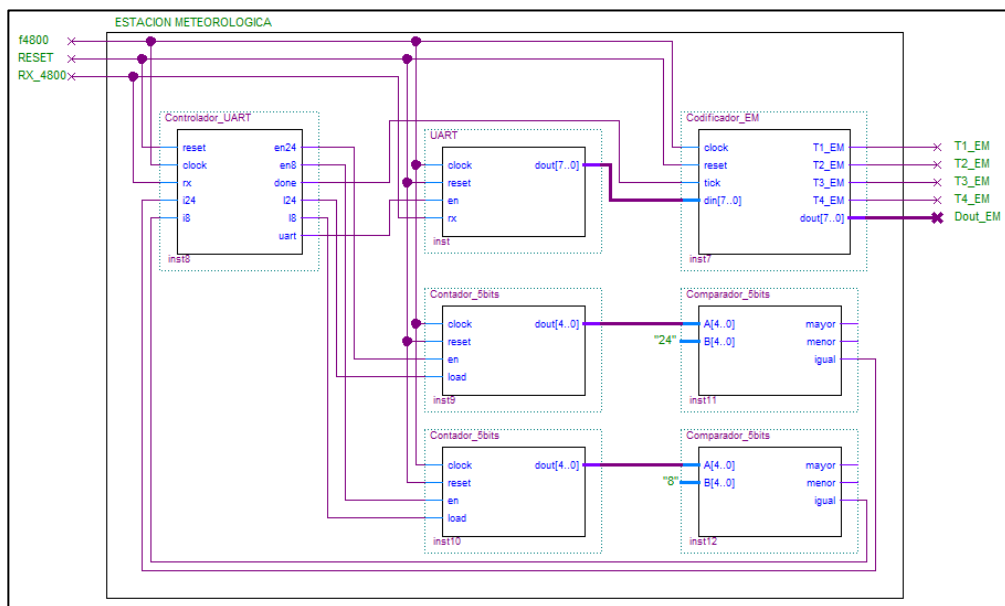 ESTACION METEOROLOGICA
f4800
RESET
RX_4800
Controlador_UART
reset
clock
rx
i24
i8
en24
en8
done
l24
l8
uart
inst8
UART
clock
reset
en
rx
dout[7..0]
inst
Codificador_EM
clock
reset
tick
din[7..0]
T1_EM
T2_EM
T3_EM
T4_EM
dout[7..0]
inst7
T1_EM
T2_EM
T3_EM
T4_EM
Dout_EM
Contador_5bits
clock
reset
en
load
dout[4..0]
inst9
Comparador_5bits
A[4..0]
B[4..0]
mayor
menor
igual
"24"
inst11
Contador_5bits
clock
reset
en
load
dout[4..0]
inst10
Comparador_5bits
A[4..0]
B[4..0]
mayor
menor
igual
"8"
inst12